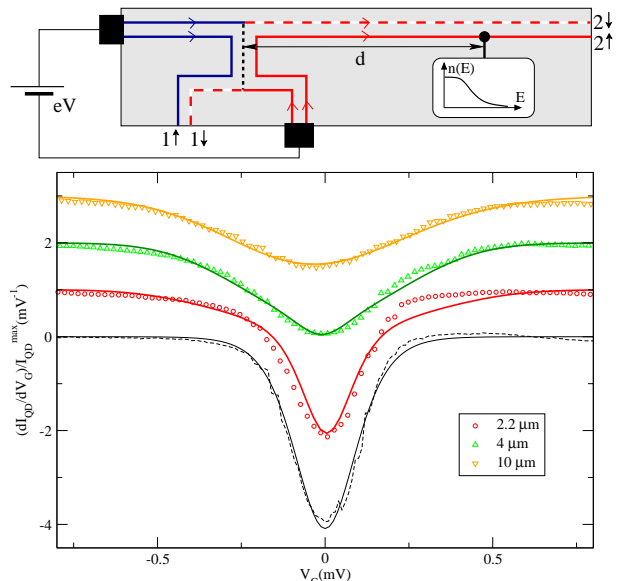 2↓
2↑
d
n(E)
E
eV
1↑ 1↓
(dI_QD/dV_G)/I_QD^max (mV^-1)
2
0
-2
-4
2.2 μm
4 μm
10 μm
-0.5 0 0.5
V_G(mV)